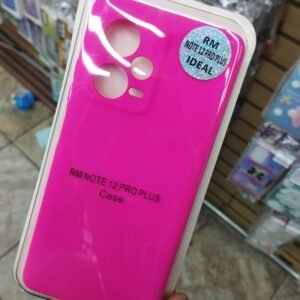 RM
NOTE 12 PRO PLUS
IDEAL
RM NOTE 12 PRO PLUS
Case